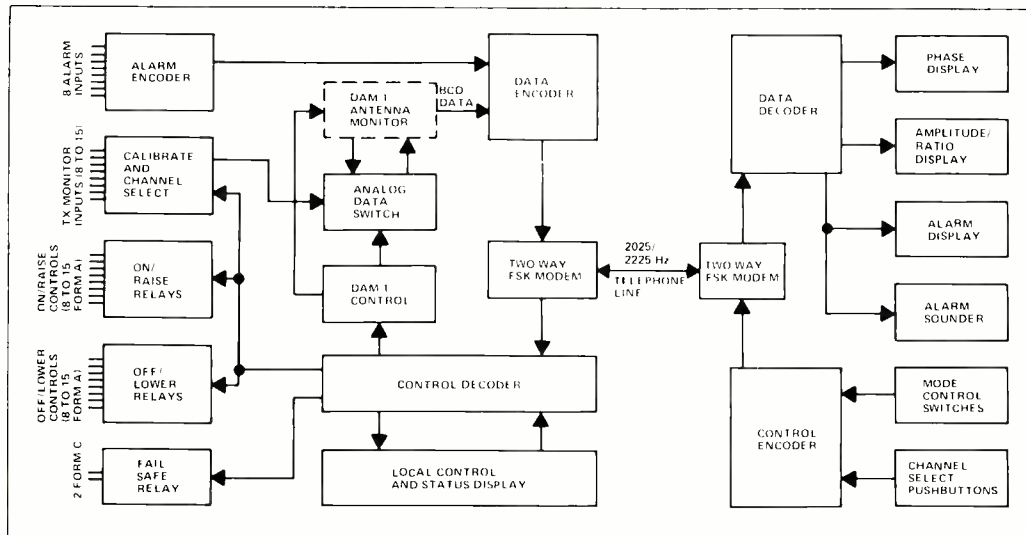 8 ALARM
INPUTS
ALARM
ENCODER
DAM 1
ANTENNA
MONITOR
BCD
DATA
DATA
ENCODER
DATA
DECODER
PHASE
DISPLAY
AMPLITUDE/
RATIO
DISPLAY
TX MONITOR
INPUTS (8 TO 15)
CALIBRATE
AND
CHANNEL
SELECT
ANALOG
DATA
SWITCH
ALARM
DISPLAY
ON/RAISE
CONTROLS
(8 TO 15
FORM A)
ON/
RAISE
RELAYS
DAM 1
CONTROL
TWO WAY
FSK MODEM
2025/
2225 Hz
TELEPHONE
LINE
TWO WAY
FSK MODEM
ALARM
SOUNDER
OFF/LOWER
CONTROLS
(8 TO 15
FORM A)
OFF/
LOWER
RELAYS
CONTROL DECODER
CONTROL
ENCODER
MODE
CONTROL
SWITCHES
2 FORM C
FAIL
SAFE
RELAY
LOCAL CONTROL
AND STATUS DISPLAY
CHANNEL
SELECT
PUSHBUTTONS